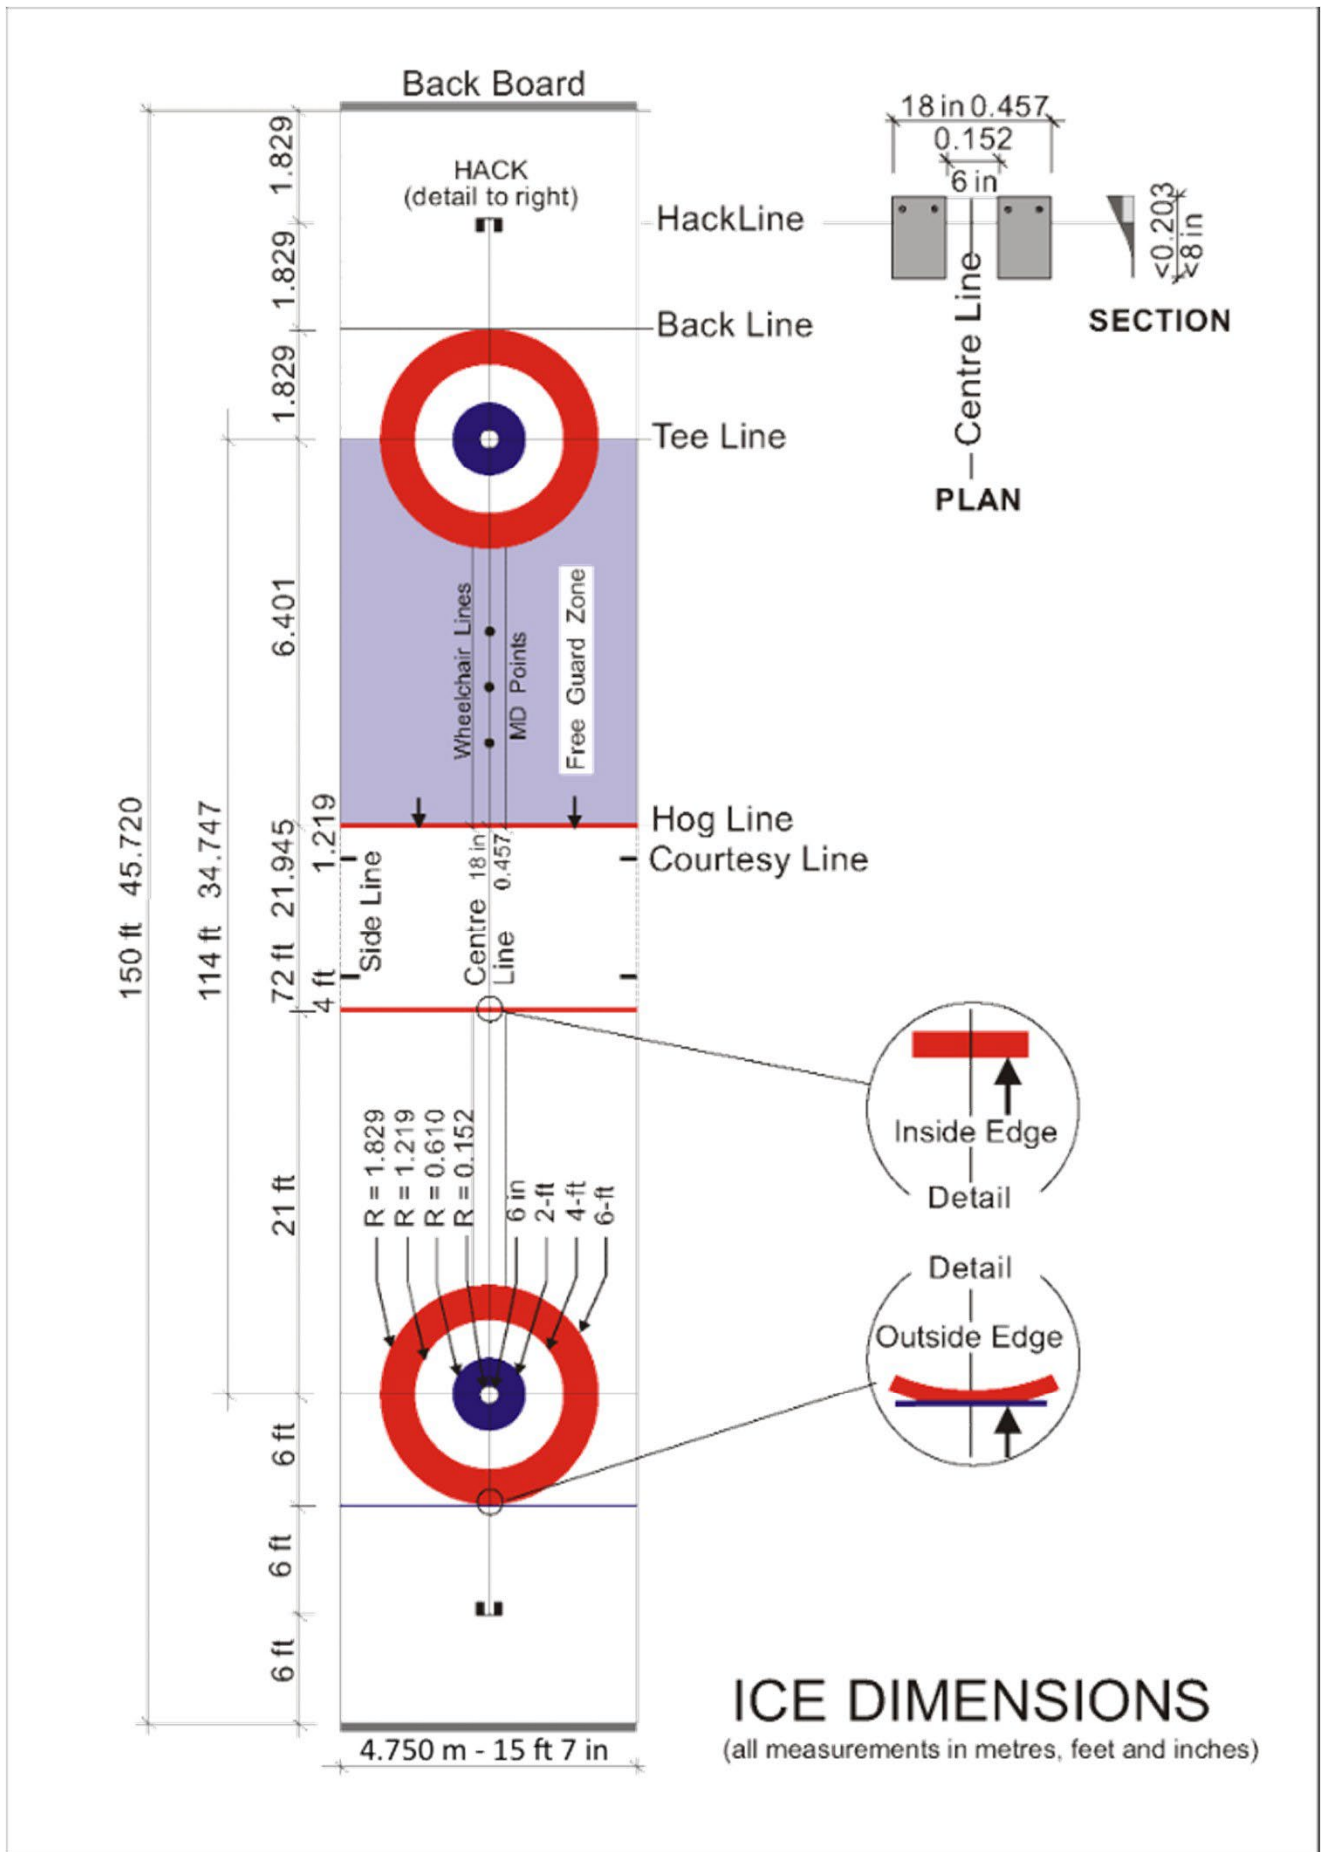 Back Board
18 in 0.457
0.152
6 in
1.829
HACK
(detail to right)
HackLine
<0.203
<8 in
1.829
Back Line
Centre Line
SECTION
1.829
Tee Line
PLAN
6.401
Wheelchair Lines
MD Points
Free Guard Zone
150 ft 45.720
114 ft 34.747
72 ft 21.945
4 ft
1.219
Side Line
Centre
Line
18 in
0.457
Hog Line
Courtesy Line
Inside Edge
Detail
21 ft
R = 1.829
R = 1.219
R = 0.610
R = 0.152
6 in
2-ft
4-ft
6-ft
Detail
Outside Edge
6 ft
6 ft
6 ft
ICE DIMENSIONS
(all measurements in metres, feet and inches)
4.750 m - 15 ft 7 in